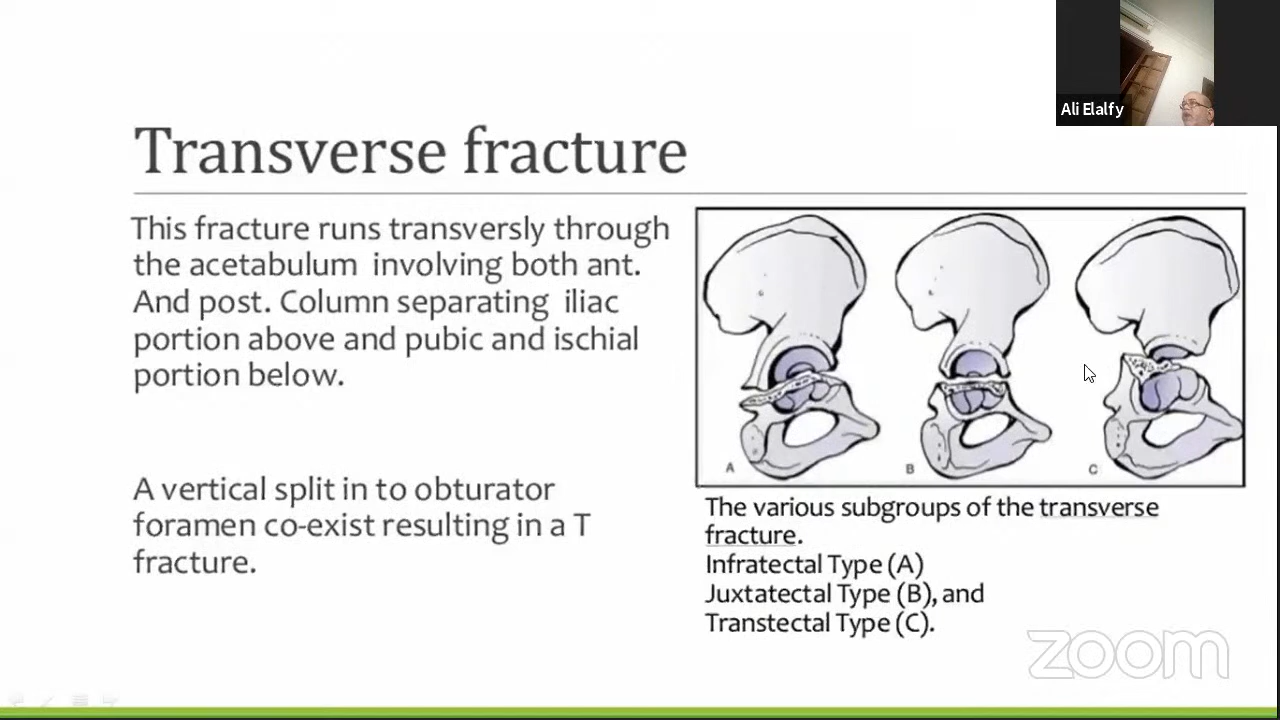 Ali Elalfy
Transverse fracture
This fracture runs transversly through
the acetabulum involving both ant.
And post. Column separating iliac
portion above and pubic and ischial
portion below.
A vertical split in to obturator
foramen co-exist resulting in a T
fracture.
A B C
The various subgroups of the transverse
fracture.
Infratectal Type (A)
Juxtatectal Type (B), and
Transtectal Type (C).
zoom